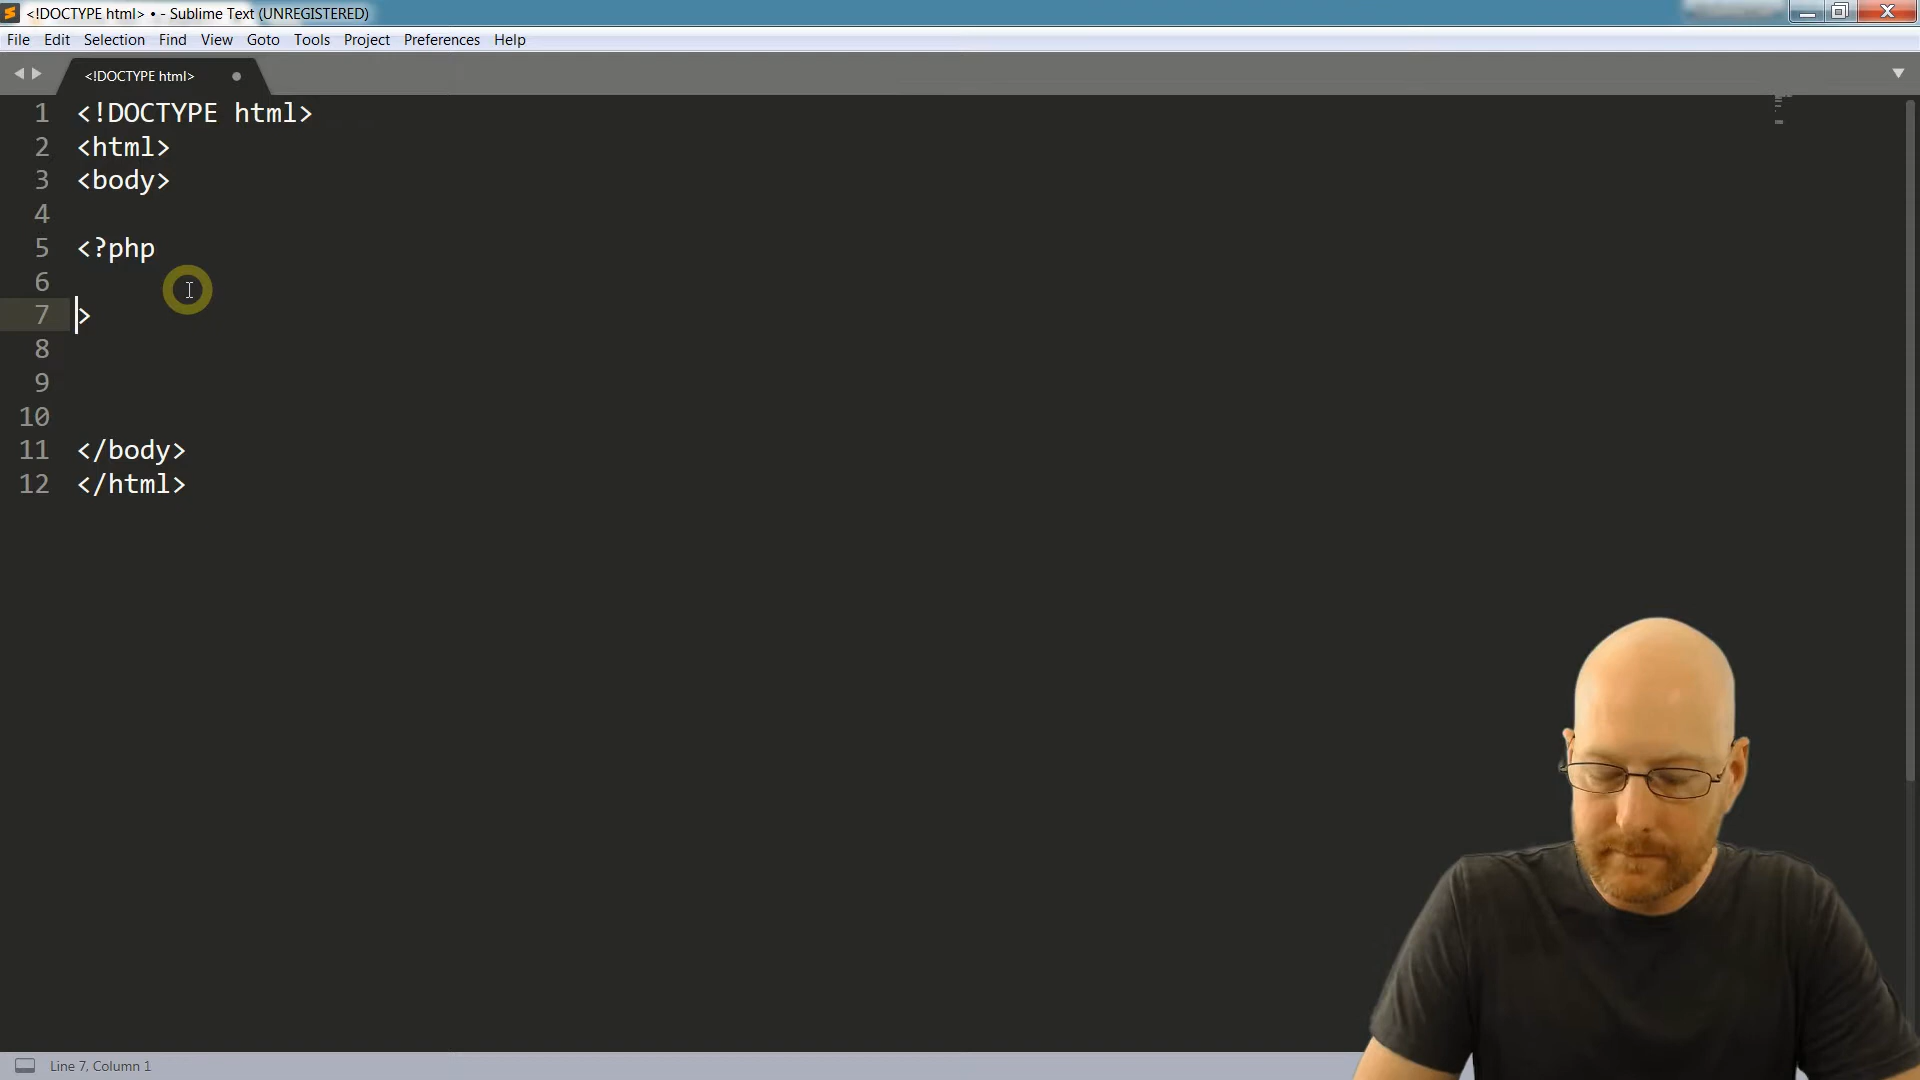 <!DOCTYPE html> • - Sublime Text (UNREGISTERED)
File Edit Selection Find View Goto Tools Project Preferences Help
<!DOCTYPE html>
1 <!DOCTYPE html>
2 <html>
3 <body>
4
5 <?php
6
7 >
8
9
10
11 </body>
12 </html>
Line 7, Column 1